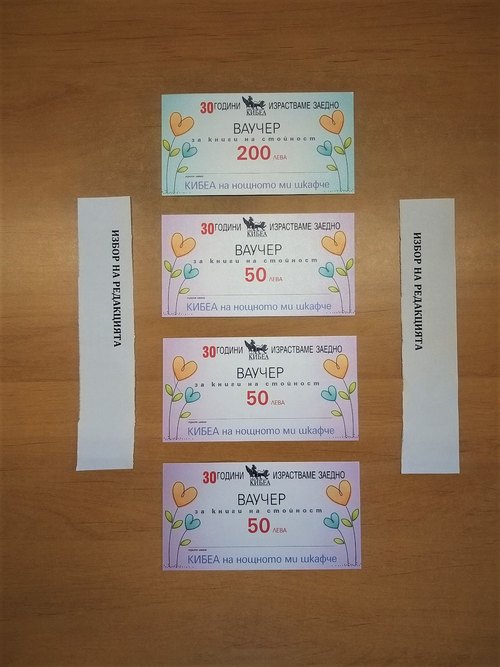 30 ГОДИНИ КИБЕА ИЗРАСТВАМЕ ЗАЕДНО
ВАУЧЕР
за книги на стойност
200 ЛЕВА
КИБЕА на нощното ми шкафче
ИЗБОР НА РЕДАКЦИЯТА
30 ГОДИНИ КИБЕА ИЗРАСТВАМЕ ЗАЕДНО
ВАУЧЕР
за книги на стойност
50 ЛЕВА
КИБЕА на нощното ми шкафче
ИЗБОР НА РЕДАКЦИЯТА
30 ГОДИНИ КИБЕА ИЗРАСТВАМЕ ЗАЕДНО
ВАУЧЕР
за книги на стойност
50 ЛЕВА
КИБЕА на нощното ми шкафче
30 ГОДИНИ КИБЕА ИЗРАСТВАМЕ ЗАЕДНО
ВАУЧЕР
за книги на стойност
50 ЛЕВА
КИБЕА на нощното ми шкафче